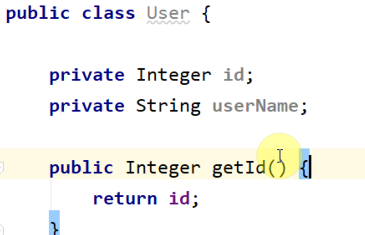 public class User {
private Integer id;
private String userName;
public Integer getId() {
return id;
}